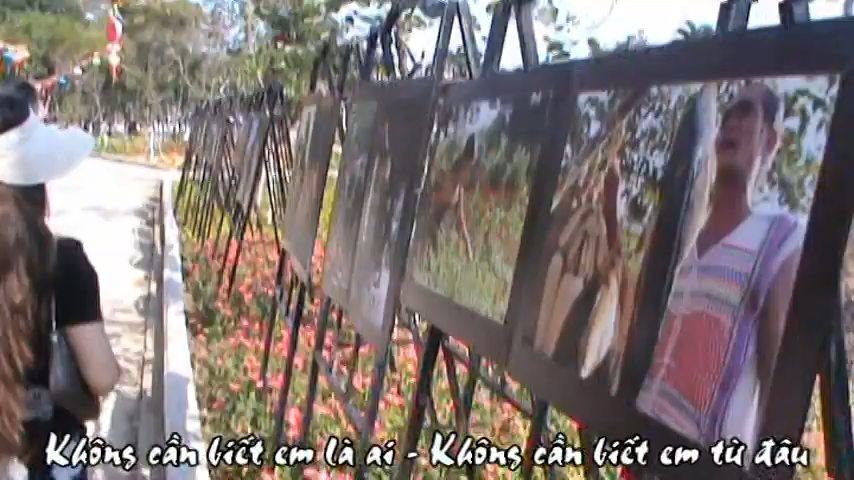 Không cần biết em là ai - Không cần biết em từ đâu